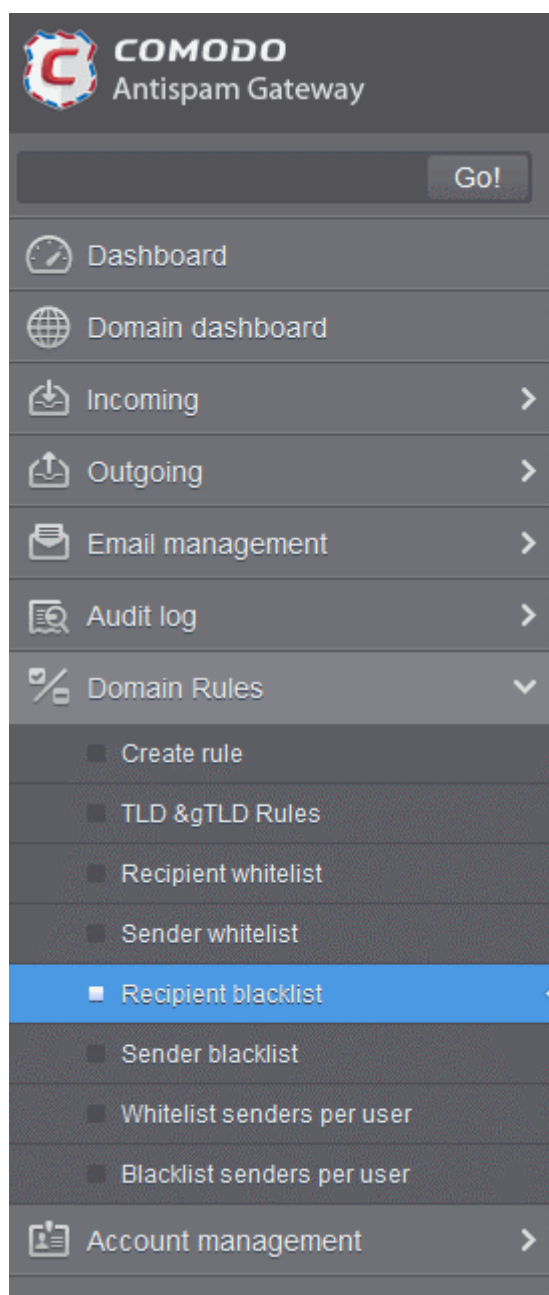 COMODO
Antispam Gateway
Go!
Dashboard
Domain dashboard
Incoming
Outgoing
Email management
Audit log
Domain Rules
Create rule
TLD &gTLD Rules
Recipient whitelist
Sender whitelist
Recipient blacklist
Sender blacklist
Whitelist senders per user
Blacklist senders per user
Account management